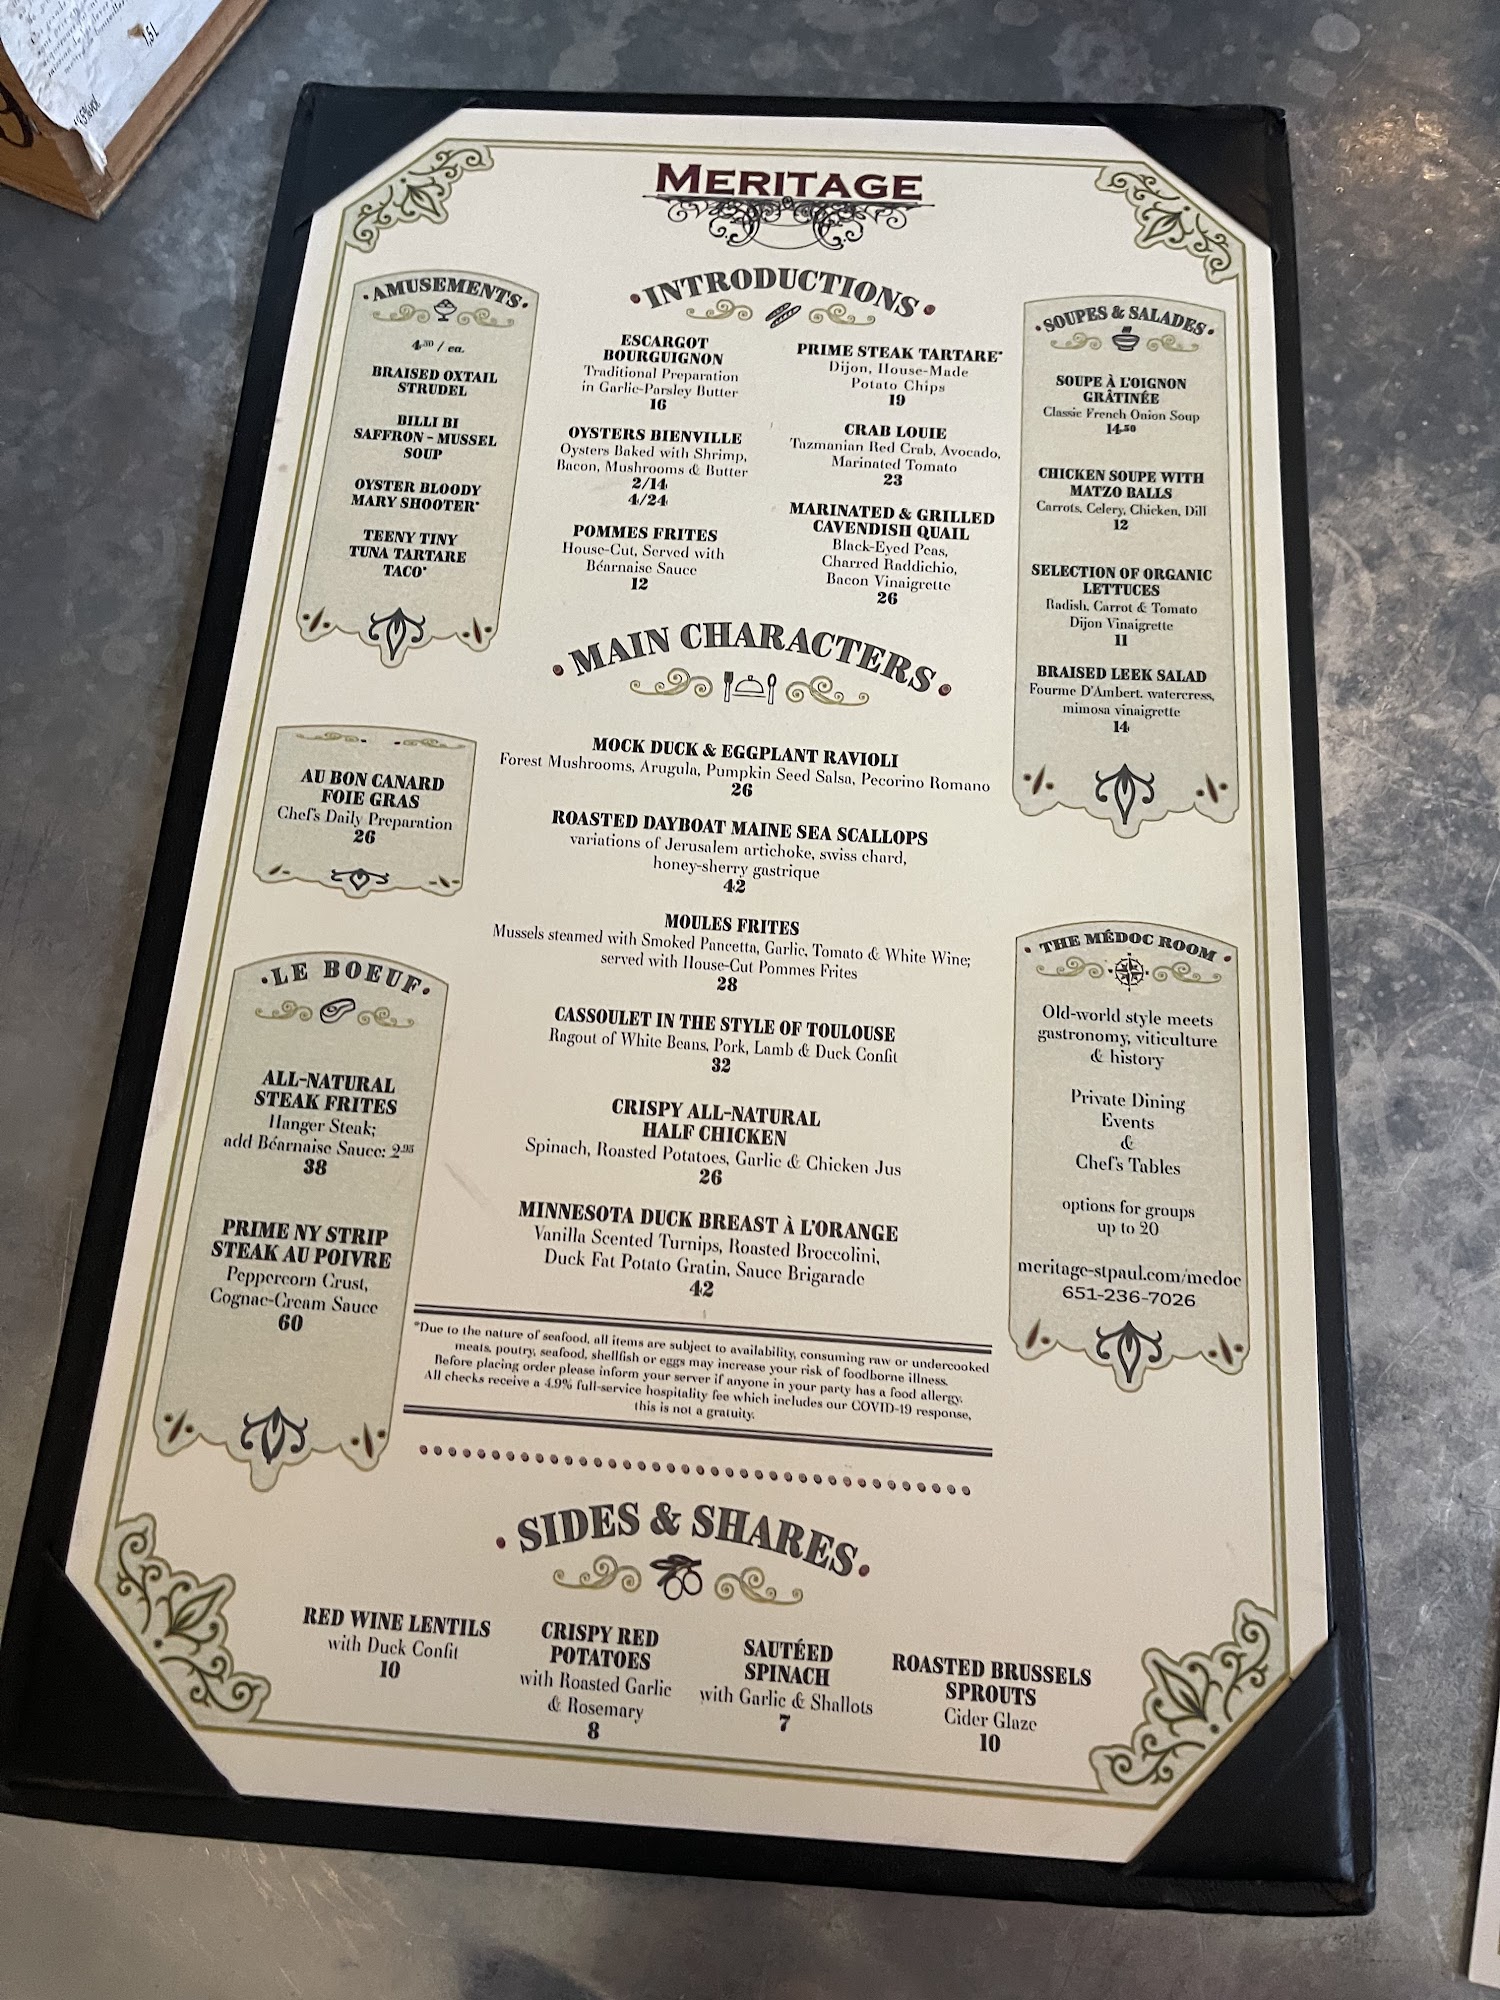 1,5L
13,5%vol.
MERITAGE
·AMUSEMENTS·
4.50 / ea.
BRAISED OXTAIL
STRUDEL
BILLI BI
SAFFRON - MUSSEL
SOUP
OYSTER BLOODY
MARY SHOOTER*
TEENY TINY
TUNA TARTARE
TACO*
·INTRODUCTIONS·
ESCARGOT
BOURGUIGNON
Traditional Preparation
in Garlic-Parsley Butter
16
OYSTERS BIENVILLE
Oysters Baked with Shrimp,
Bacon, Mushrooms & Butter
2/14
4/24
POMMES FRITES
House-Cut, Served with
Béarnaise Sauce
12
PRIME STEAK TARTARE*
Dijon, House-Made
Potato Chips
19
CRAB LOUIE
Tazmanian Red Crab, Avocado,
Marinated Tomato
23
MARINATED & GRILLED
CAVENDISH QUAIL
Black-Eyed Peas,
Charred Raddichio,
Bacon Vinaigrette
26
·SOUPES & SALADES·
SOUPE À L'OIGNON
GRÂTINÉE
Classic French Onion Soup
14.50
CHICKEN SOUPE WITH
MATZO BALLS
Carrots, Celery, Chicken, Dill
12
SELECTION OF ORGANIC
LETTUCES
Radish, Carrot & Tomato
Dijon Vinaigrette
11
BRAISED LEEK SALAD
Fourme D'Ambert, watercress,
mimosa vinaigrette
14
AU BON CANARD
FOIE GRAS
Chef's Daily Preparation
26
·LE BOEUF·
ALL-NATURAL
STEAK FRITES
Hanger Steak;
add Béarnaise Sauce: 2.95
38
PRIME NY STRIP
STEAK AU POIVRE
Peppercorn Crust,
Cognac-Cream Sauce
60
·MAIN CHARACTERS·
MOCK DUCK & EGGPLANT RAVIOLI
Forest Mushrooms, Arugula, Pumpkin Seed Salsa, Pecorino Romano
26
ROASTED DAYBOAT MAINE SEA SCALLOPS
variations of Jerusalem artichoke, swiss chard,
honey-sherry gastrique
42
MOULES FRITES
Mussels steamed with Smoked Pancetta, Garlic, Tomato & White Wine;
served with House-Cut Pommes Frites
28
CASSOULET IN THE STYLE OF TOULOUSE
Ragout of White Beans, Pork, Lamb & Duck Confit
32
CRISPY ALL-NATURAL
HALF CHICKEN
Spinach, Roasted Potatoes, Garlic & Chicken Jus
26
MINNESOTA DUCK BREAST À L'ORANGE
Vanilla Scented Turnips, Roasted Broccolini,
Duck Fat Potato Gratin, Sauce Brigarade
42
·THE MÉDOC ROOM·
Old-world style meets
gastronomy, viticulture
& history
Private Dining
Events
&
Chef's Tables
options for groups
up to 20
meritage-stpaul.com/medoc
651-236-7026
*Due to the nature of seafood, all items are subject to availability, consuming raw or undercooked
meats, poutry, seafood, shellfish or eggs may increase your risk of foodborne illness.
Before placing order please inform your server if anyone in your party has a food allergy.
All checks receive a 4.9% full-service hospitality fee which includes our COVID-19 response,
this is not a gratuity.
·SIDES & SHARES·
RED WINE LENTILS
with Duck Confit
10
CRISPY RED
POTATOES
with Roasted Garlic
& Rosemary
8
SAUTÉED
SPINACH
with Garlic & Shallots
7
ROASTED BRUSSELS
SPROUTS
Cider Glaze
10